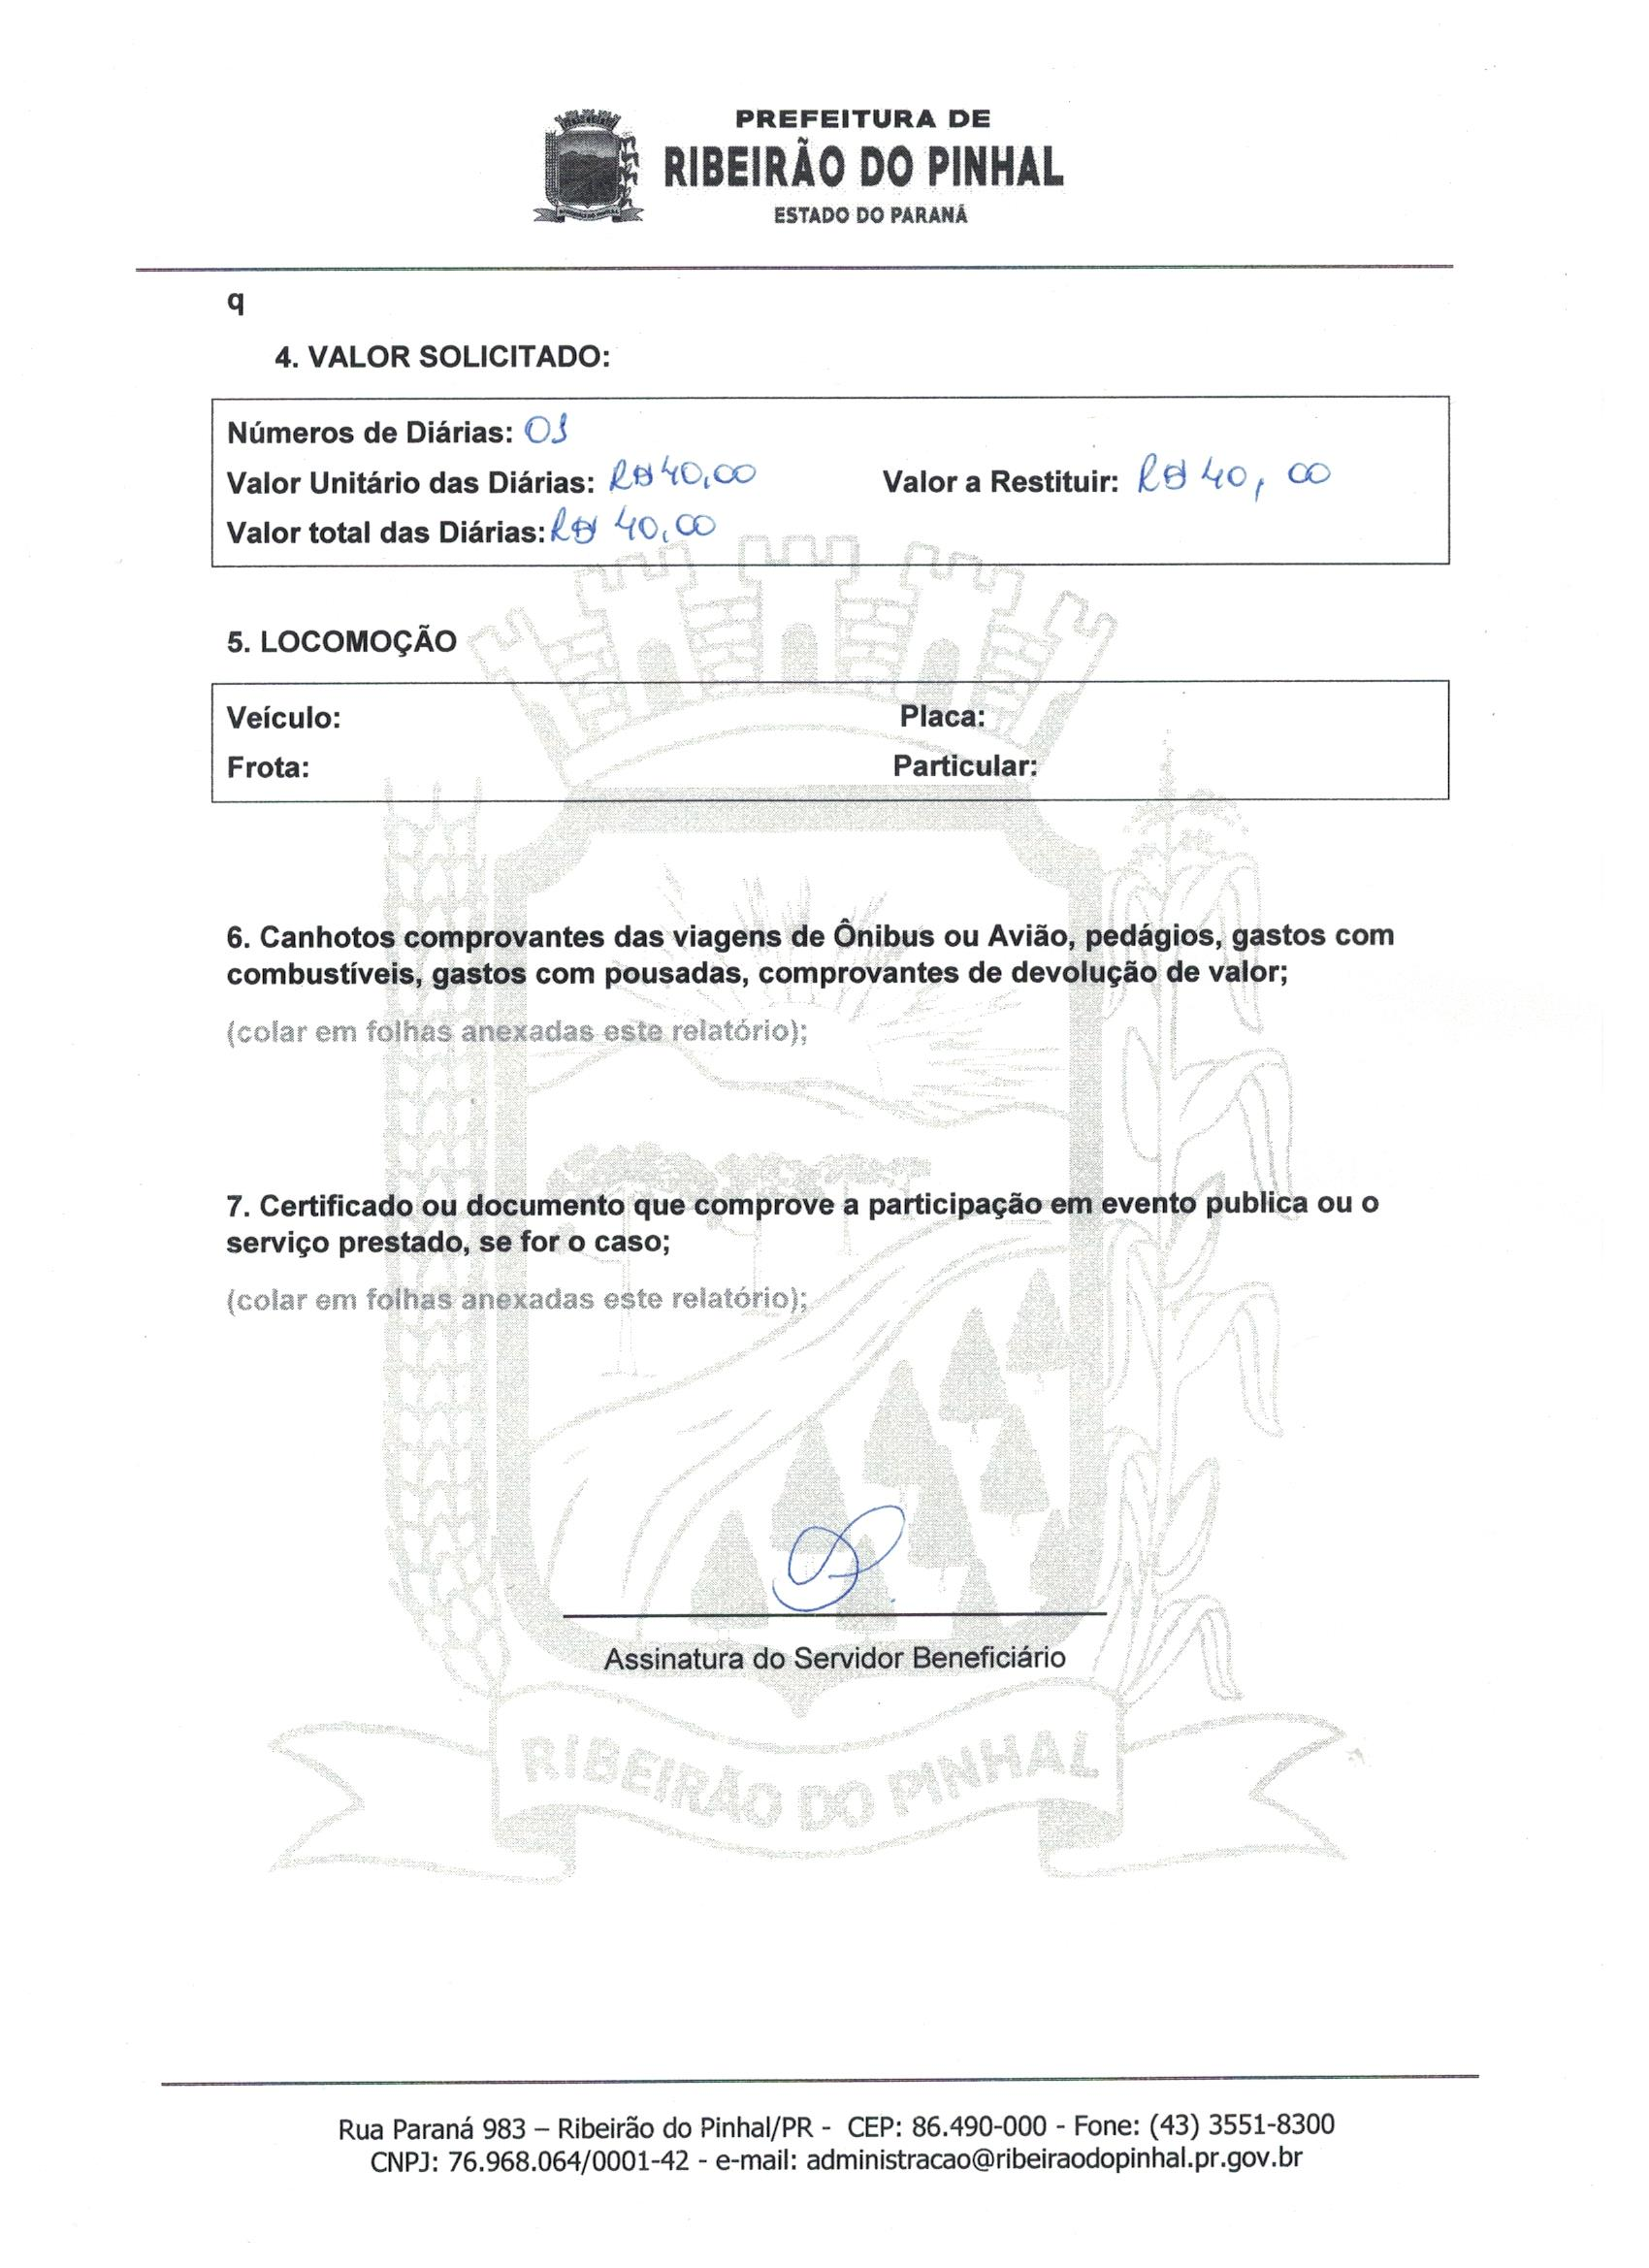 PREFEITURA DE
RIBEIRÃO DO PINHAL
ESTADO DO PARANÁ
q
4. VALOR SOLICITADO:
Números de Diárias: 01
Valor Unitário das Diárias: R$ 40,00 Valor a Restituir: R$ 40,00
Valor total das Diárias: R$ 40,00
5. LOCOMOÇÃO
Veículo: Placa:
Frota: Particular:
6. Canhotos comprovantes das viagens de Ônibus ou Avião, pedágios, gastos com
combustíveis, gastos com pousadas, comprovantes de devolução de valor;
(colar em folhas anexadas este relatório);
7. Certificado ou documento que comprove a participação em evento publica ou o
serviço prestado, se for o caso;
(colar em folhas anexadas este relatório);
Assinatura do Servidor Beneficiário
RIBEIRÃO DO PINHAL
Rua Paraná 983 – Ribeirão do Pinhal/PR - CEP: 86.490-000 - Fone: (43) 3551-8300
CNPJ: 76.968.064/0001-42 - e-mail: administracao@ribeiraodopinhal.pr.gov.br